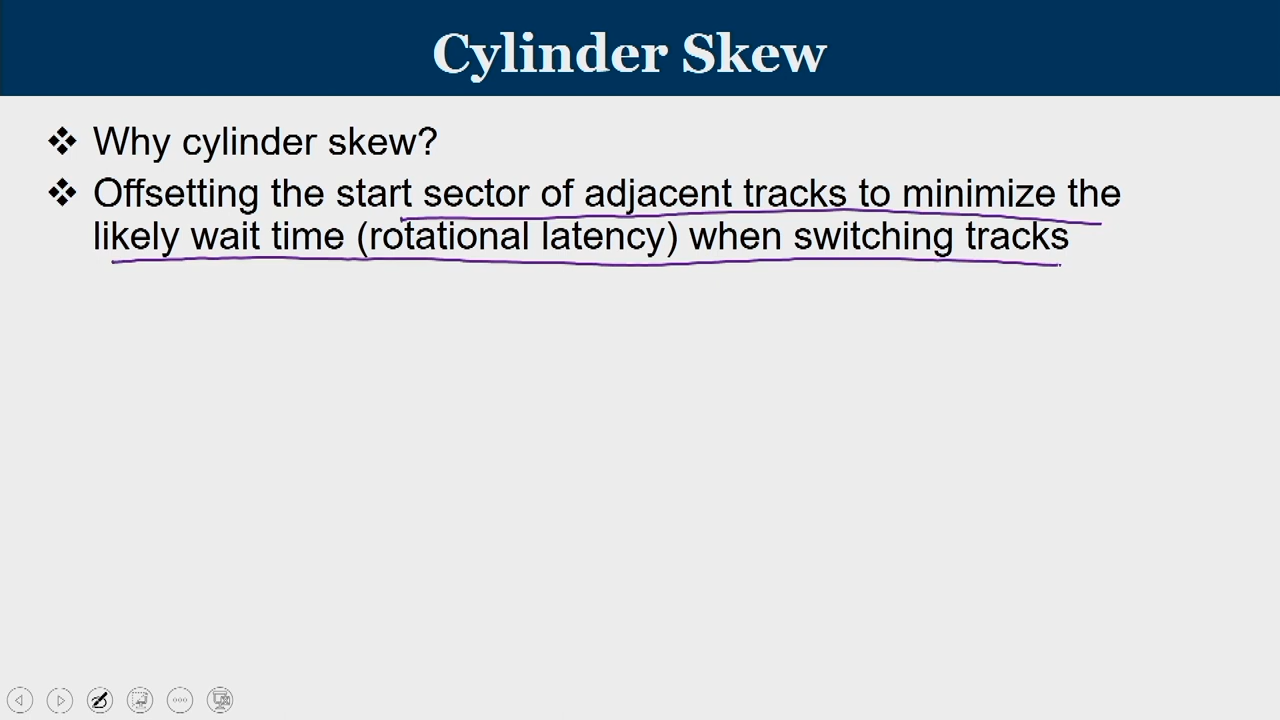 Cylinder Skew
❖ Why cylinder skew?
❖ Offsetting the start sector of adjacent tracks to minimize the
likely wait time (rotational latency) when switching tracks